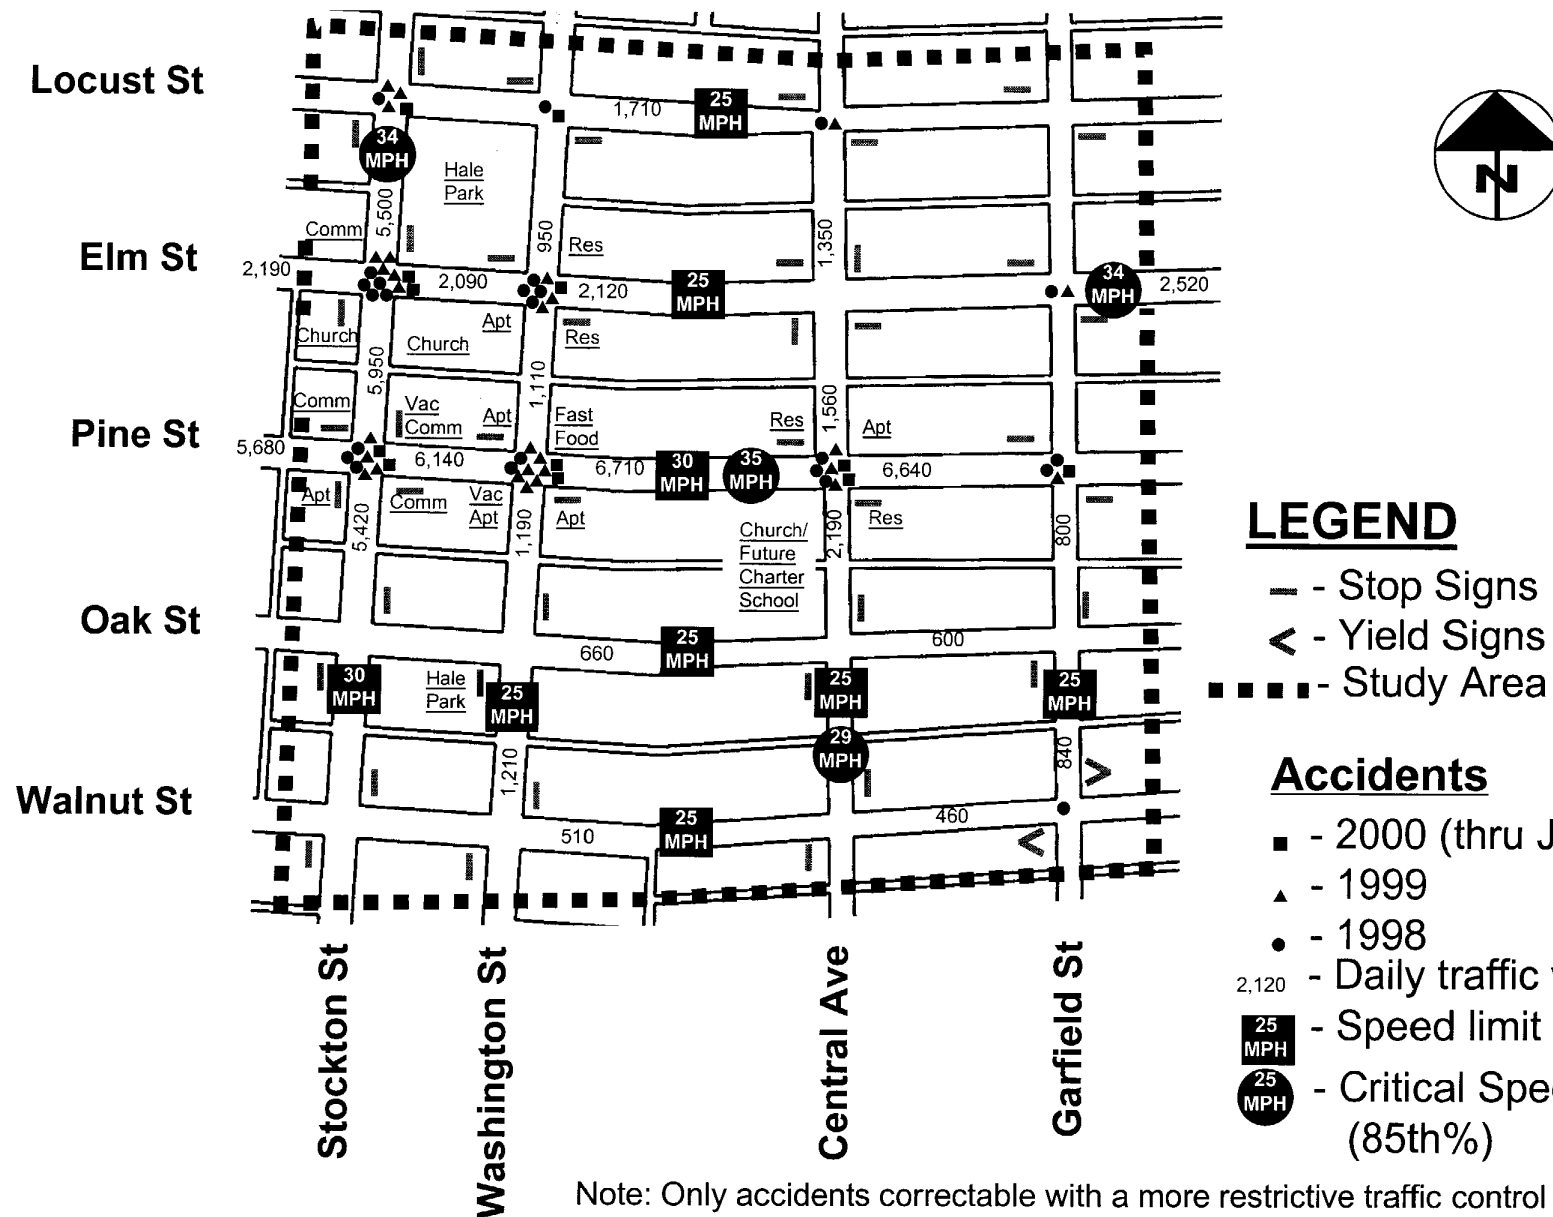 Locust St
1,710
25
MPH
34
MPH
Hale
Park
N
5,500
950
1,350
Comm
Res
Elm St
2,190
2,090
2,120
25
MPH
34
MPH
2,520
Church
Church
Apt
Res
5,950
1,110
1,560
Comm
Vac
Comm
Apt
Fast
Food
Res
Apt
Pine St
5,680
6,140
6,710
30
MPH
35
MPH
6,640
Apt
Comm
Vac
Apt
Apt
Church/
Future
Charter
School
Res
5,420
1,190
2,190
800
Oak St
660
25
MPH
600
30
MPH
Hale
Park
25
MPH
25
MPH
25
MPH
29
MPH
1,210
840
Walnut St
510
25
MPH
460
Stockton St
Washington St
Central Ave
Garfield St
LEGEND
- Stop Signs
- Yield Signs
- Study Area
Accidents
- 2000 (thru J
- 1999
- 1998
2,120 - Daily traffic
25
MPH
- Speed limit
25
MPH
- Critical Spe
(85th%)
Note: Only accidents correctable with a more restrictive traffic control